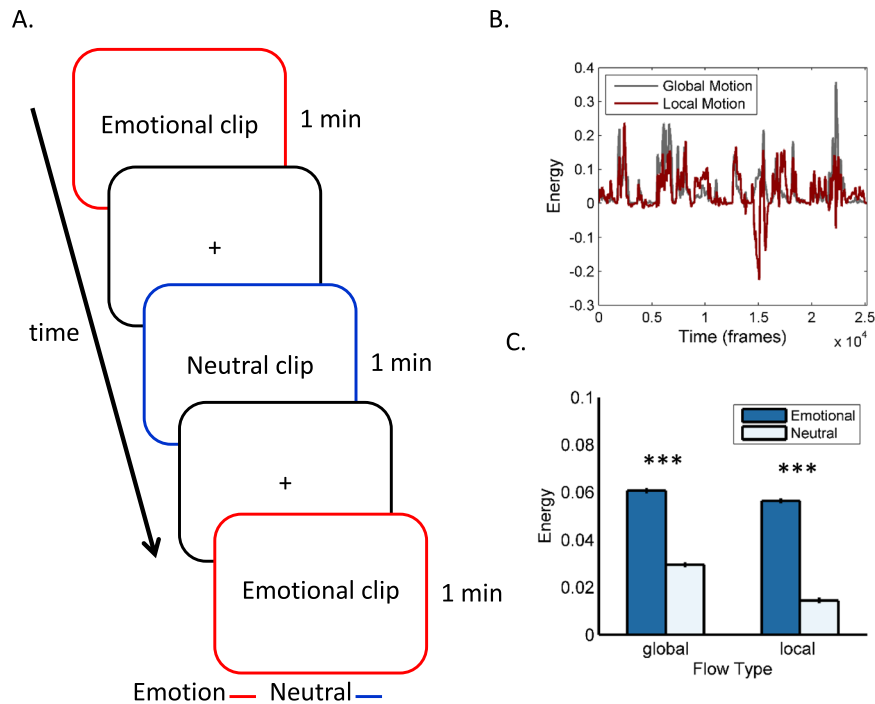 A.
Emotional clip
1 min
+
time
Neutral clip
1 min
+
Emotional clip
1 min
Emotion Neutral
B.
0.4
0.3
0.2
0.1
0
-0.1
-0.2
-0.3
Energy
Global Motion
Local Motion
0 0.5 1 1.5 2 2.5
Time (frames)
x 10^4
C.
0.1
0.08
0.06
0.04
0.02
0
Energy
Emotional
Neutral
*** ***
global local
Flow Type